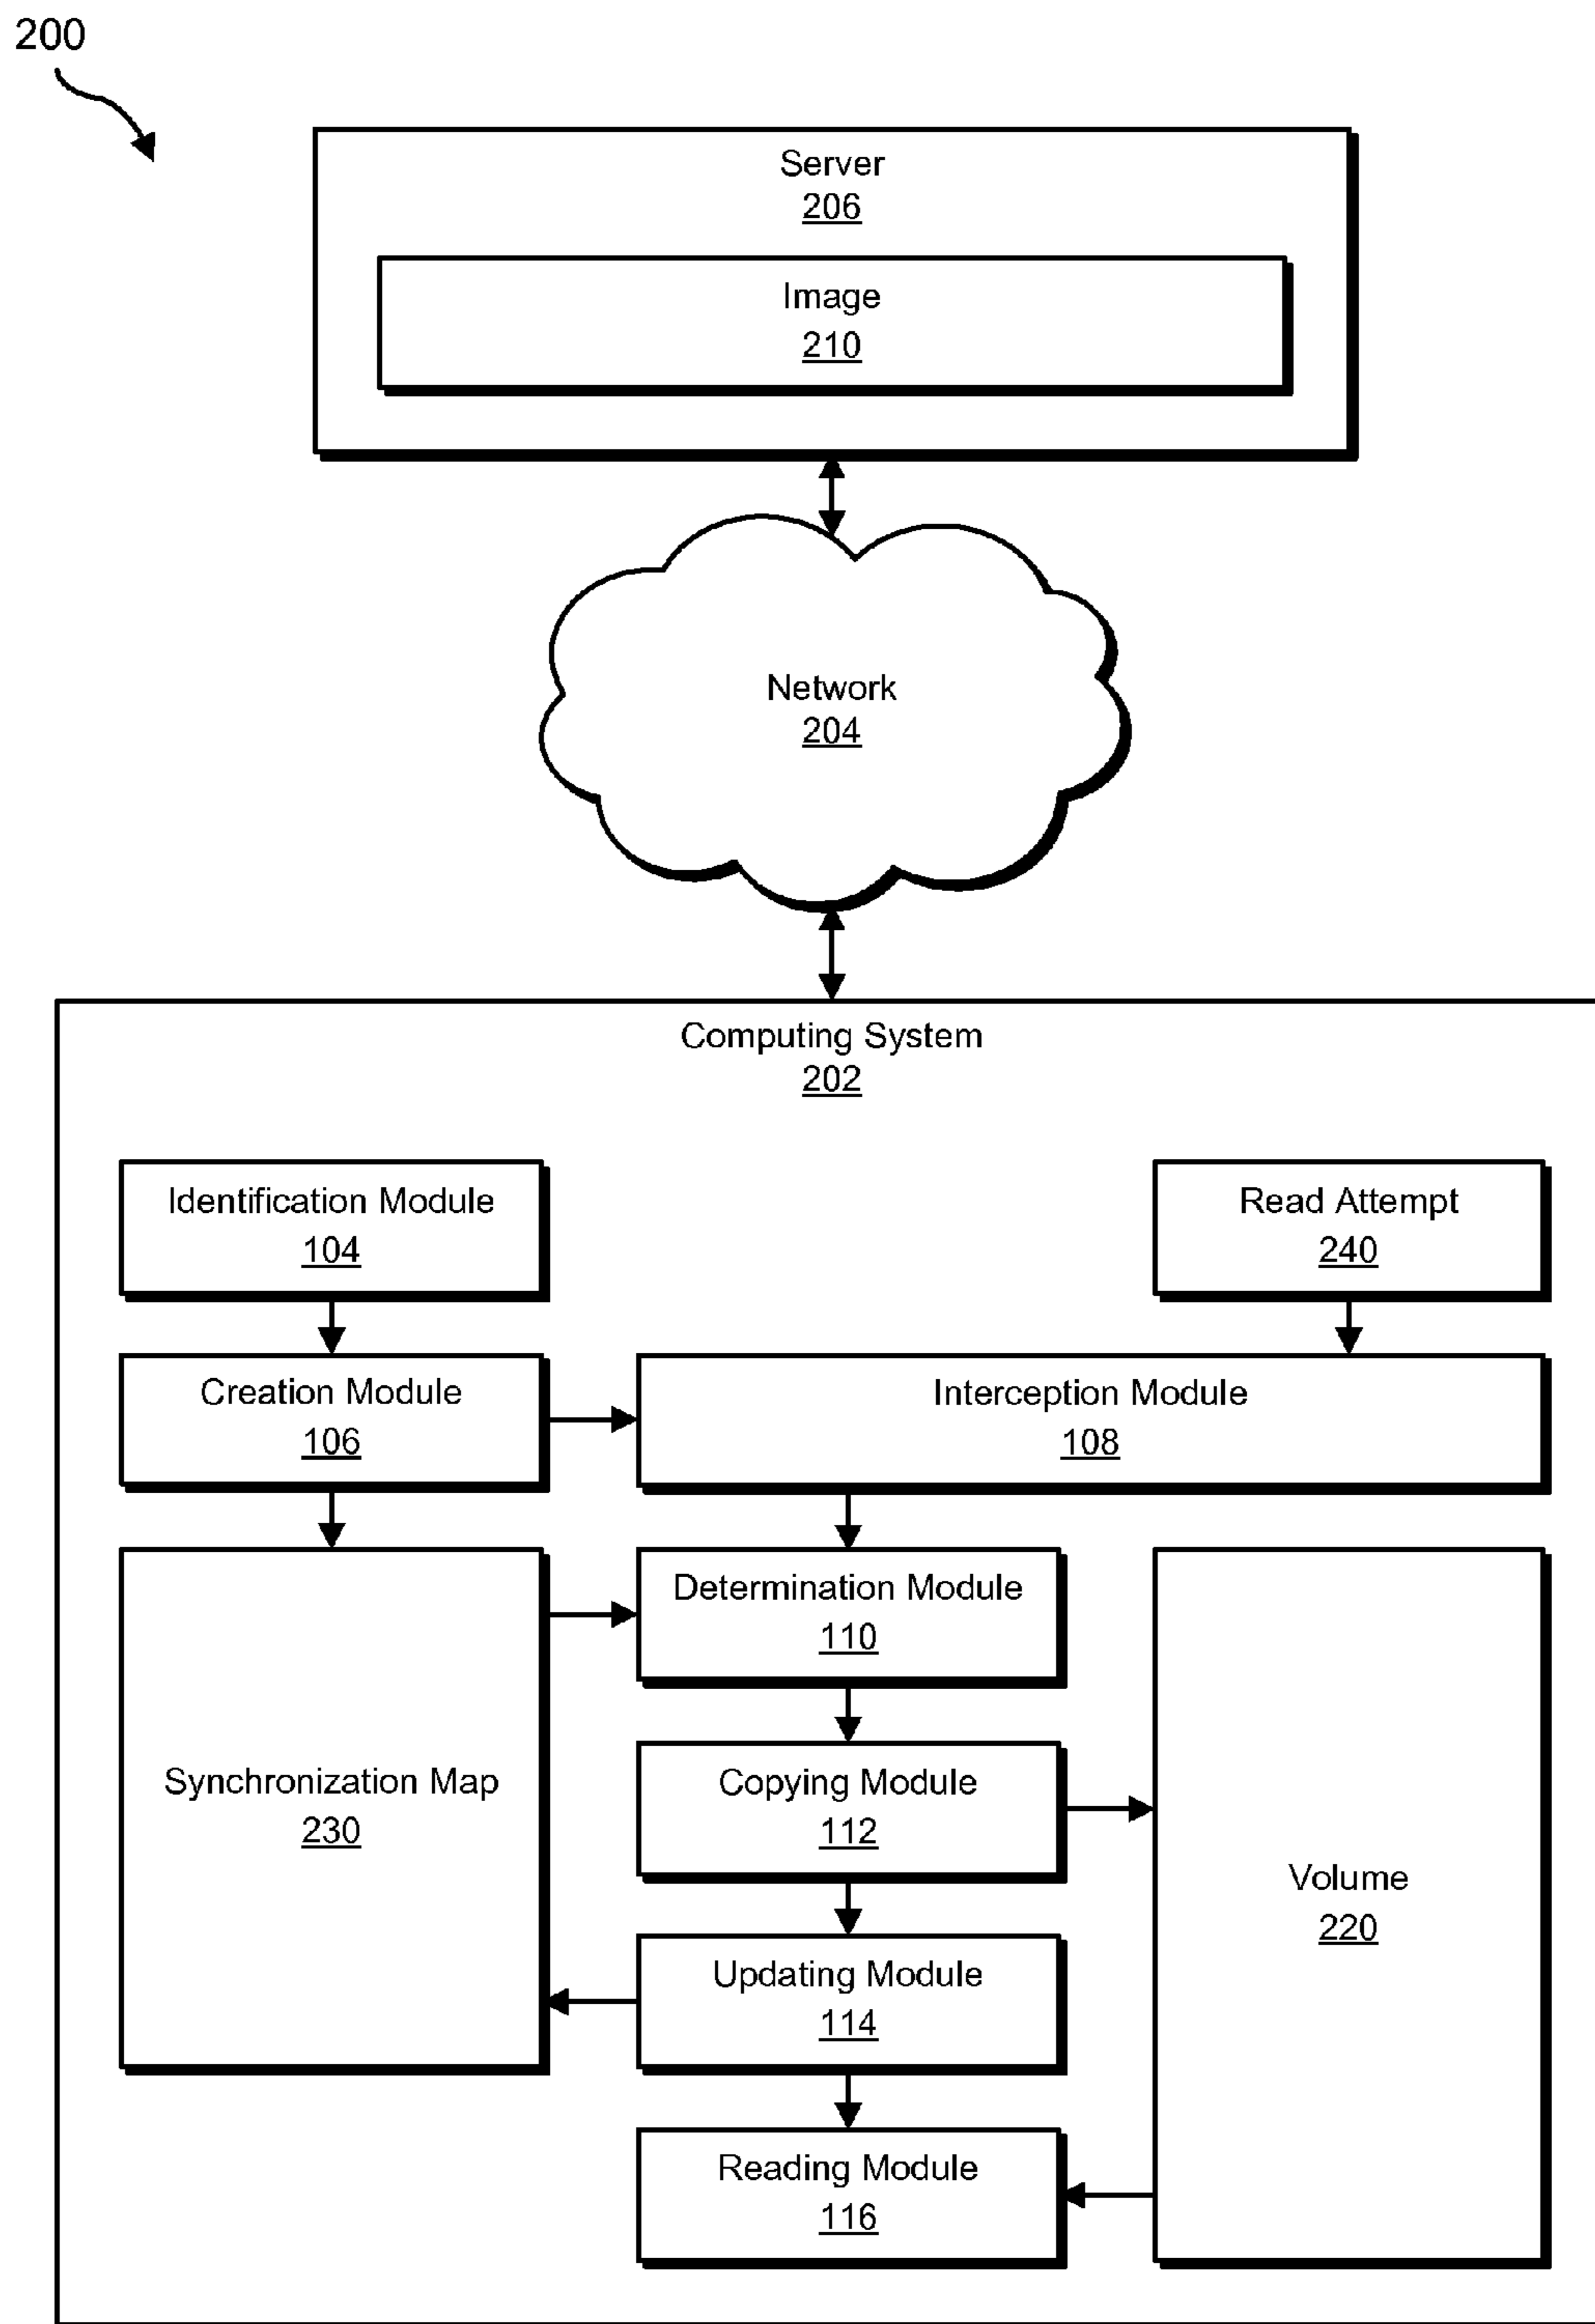 200
Server
206
Image
210
Network
204
Computing System
202
Identification Module
104
Read Attempt
240
Creation Module
106
Interception Module
108
Determination Module
110
Synchronization Map
230
Copying Module
112
Volume
220
Updating Module
114
Reading Module
116